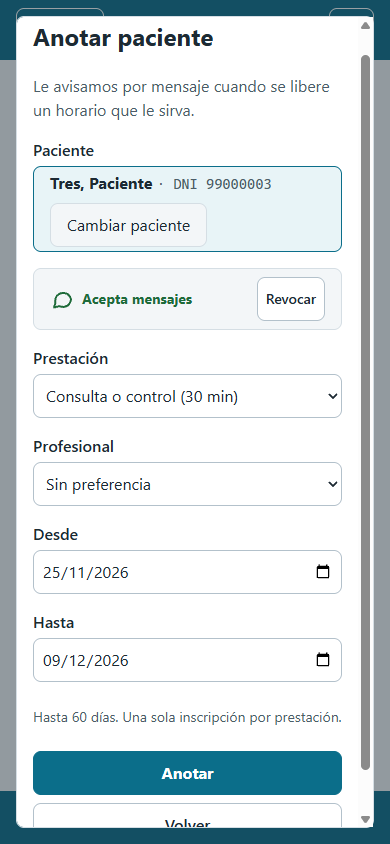 Anotar paciente
Le avisamos por mensaje cuando se libere
un horario que le sirva.
Paciente
Tres, Paciente · DNI 99000003
Cambiar paciente
Acepta mensajes
Revocar
Prestación
Consulta o control (30 min)
Profesional
Sin preferencia
Desde
25/11/2026
Hasta
09/12/2026
Hasta 60 días. Una sola inscripción por prestación.
Anotar
Volver